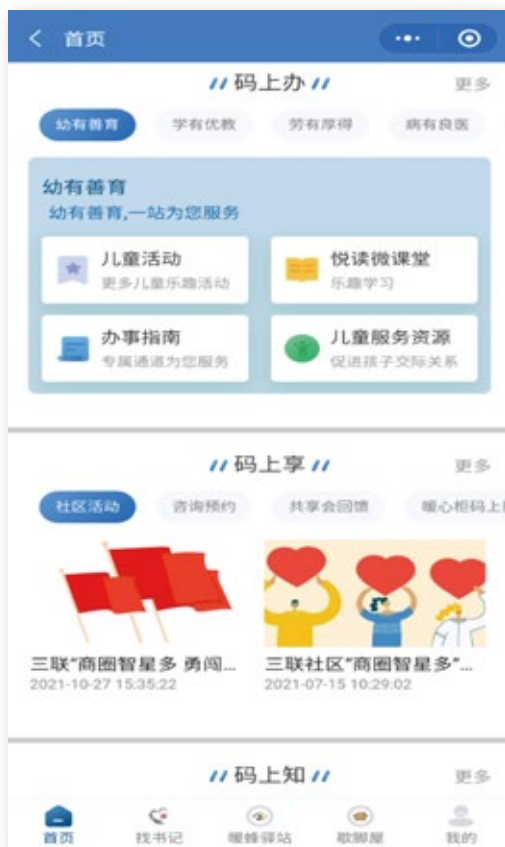 首页
码上办
更多
幼有善育 学有优教 劳有厚得 病有良医
幼有善育
幼有善育,一站为您服务
儿童活动 悦读微课堂
更多儿童乐趣活动 乐趣学习
办事指南 儿童服务资源
专属通道为您服务 促进孩子交际关系
码上享
更多
社区活动 咨询预约 共享会回馈 暖心柜码上
三联“商圈智星多 勇闯... 三联社区“商圈智星多”...
2021-10-27 15:35:22 2021-07-15 10:29:02
码上知
更多
首页 找书记 暖蜂驿站 歇脚屋 我的